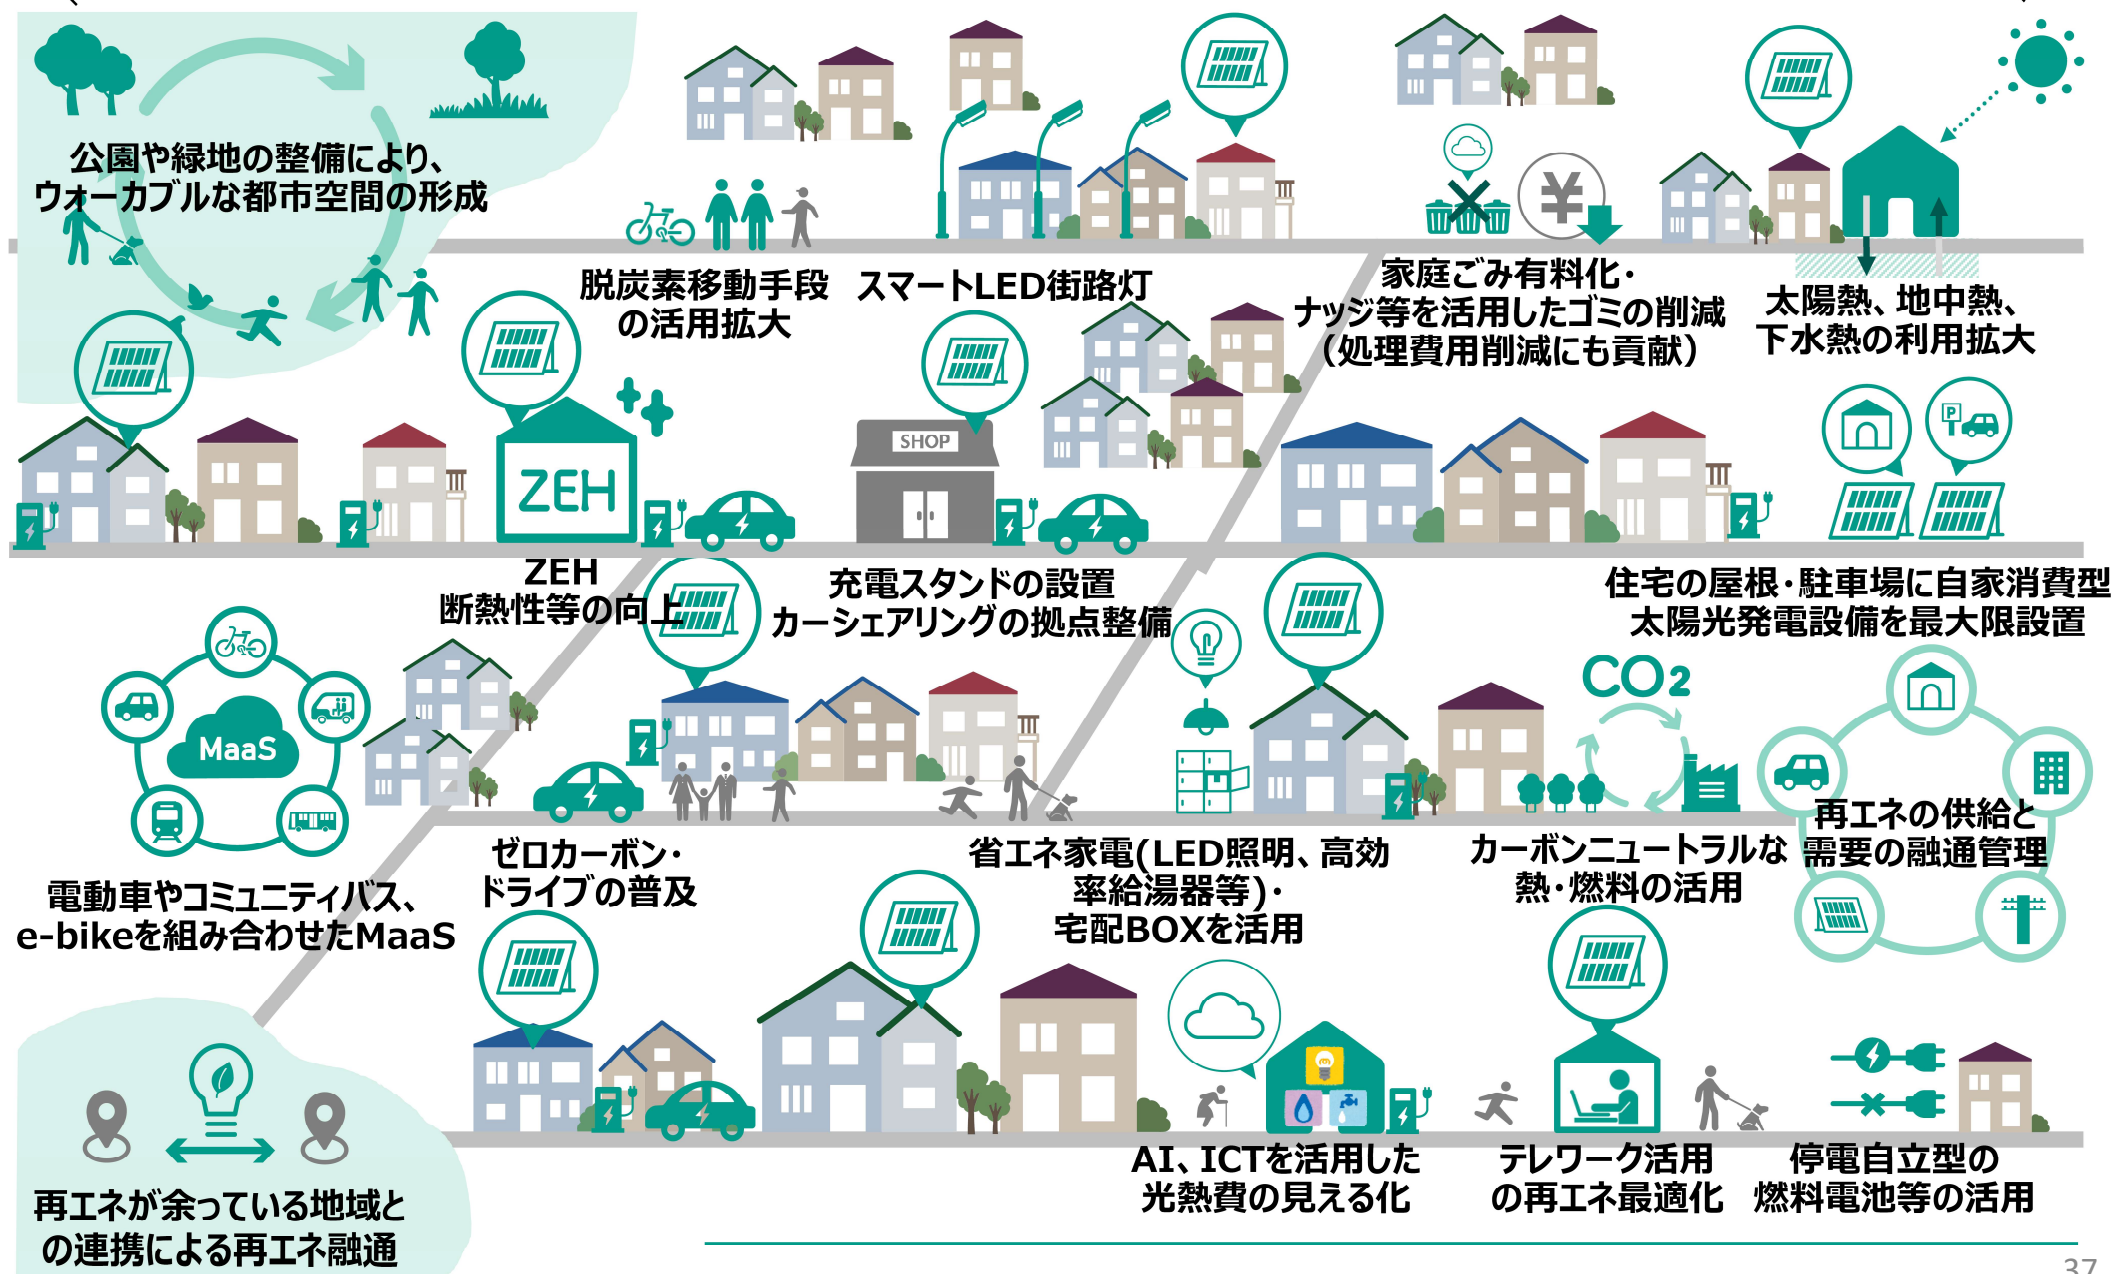 公園や緑地の整備により、
ウォーカブルな都市空間の形成
脱炭素移動手段
の活用拡大
スマートLED街路灯
¥
家庭ごみ有料化・
ナッジ等を活用したゴミの削減
（処理費用削減にも貢献）
太陽熱、地中熱、
下水熱の利用拡大
ZEH
SHOP
P
ZEH
断熱性等の向上
充電スタンドの設置
カーシェアリングの拠点整備
住宅の屋根・駐車場に自家消費型
太陽光発電設備を最大限設置
MaaS
CO2
電動車やコミュニティバス、
e-bikeを組み合わせたMaaS
ゼロカーボン・
ドライブの普及
省エネ家電(LED照明、高効
率給湯器等)・
宅配BOXを活用
カーボンニュートラルな
熱・燃料の活用
再エネの供給と
需要の融通管理
再エネが余っている地域と
の連携による再エネ融通
AI、ICTを活用した
光熱費の見える化
テレワーク活用
の再エネ最適化
停電自立型の
燃料電池等の活用
37